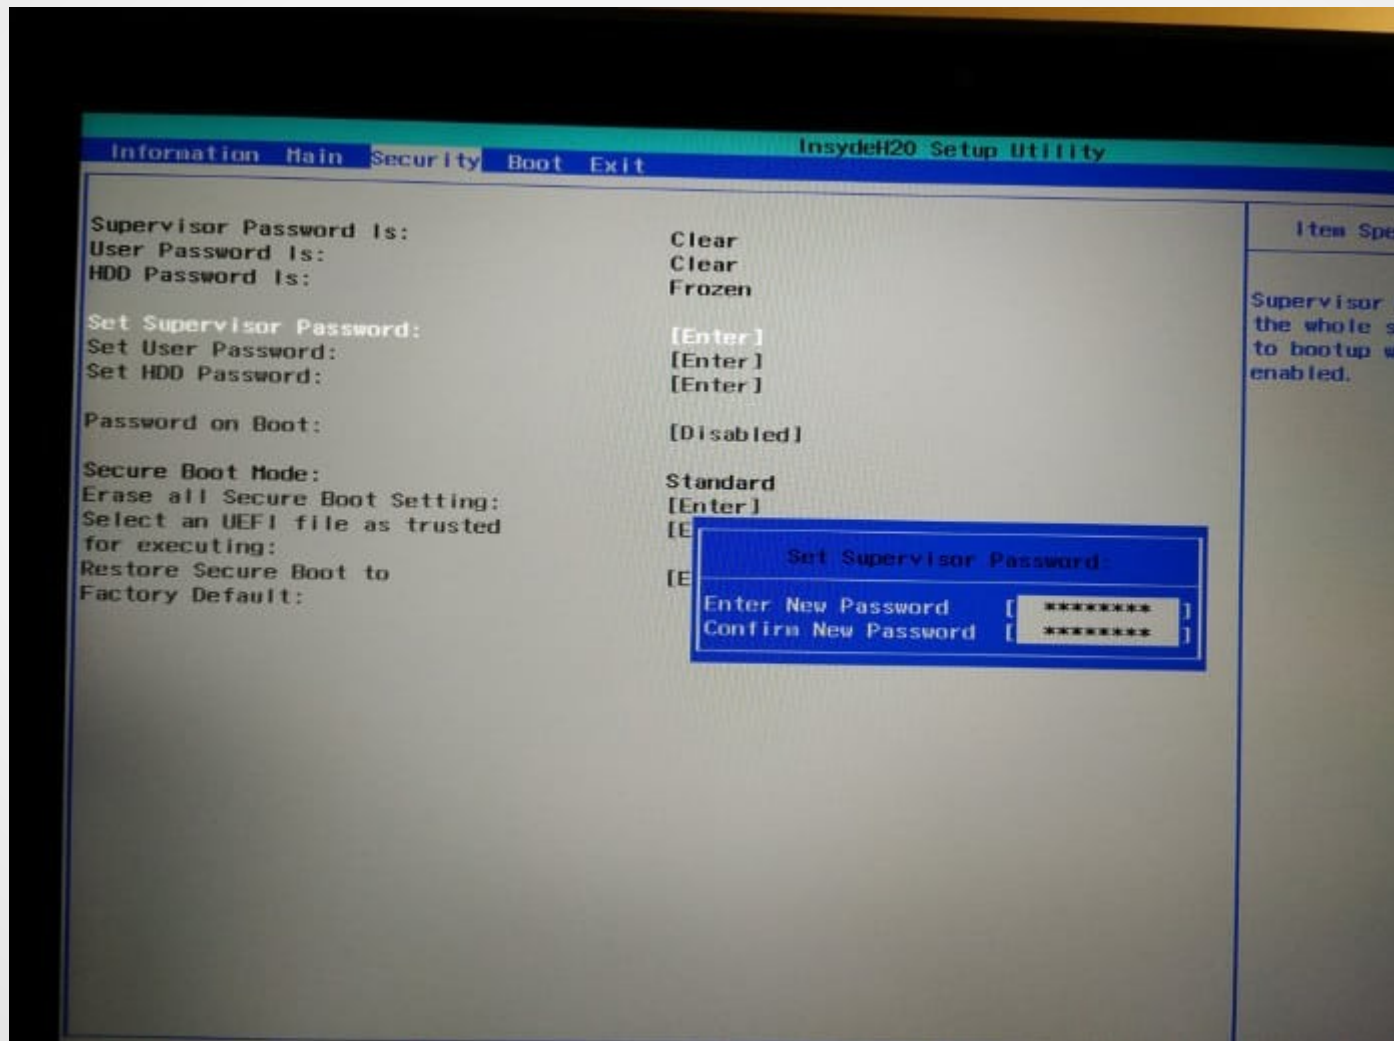 InsydeH20 Setup Utility
Information Main Security Boot Exit
Supervisor Password Is: Clear
User Password Is: Clear
HDD Password Is: Frozen
Set Supervisor Password: [Enter]
Set User Password: [Enter]
Set HDD Password: [Enter]
Password on Boot: [Disabled]
Secure Boot Mode: Standard
Erase all Secure Boot Setting: [Enter]
Select an UEFI file as trusted [E
for executing:
Restore Secure Boot to [E
Factory Default:
Set Supervisor Password:
Enter New Password [ ******** ]
Confirm New Password [ ******** ]
Item Spe
Supervisor
the whole s
to bootup w
enabled.